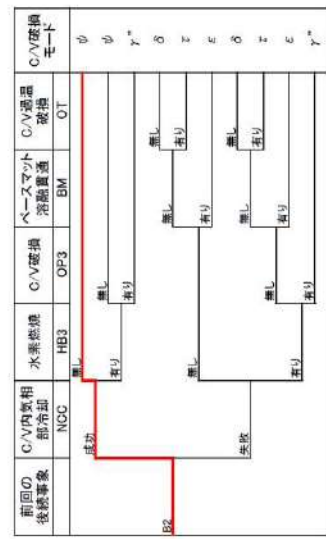 前回の
後続事象
C/V内気相
部冷却
水素燃焼
C/V破損
ベースマット
溶融貫通
C/V過温
破損
C/V破損
モード
NCC
HB3
OP3
BM
OT
無し
ψ
成功
無し
ψ
有り
有り
γ"
無し
δ
無し
有り
τ
B2
無し
有り
ε
無し
δ
失敗
無し
有り
τ
無し
有り
ε
有り
有り
γ"